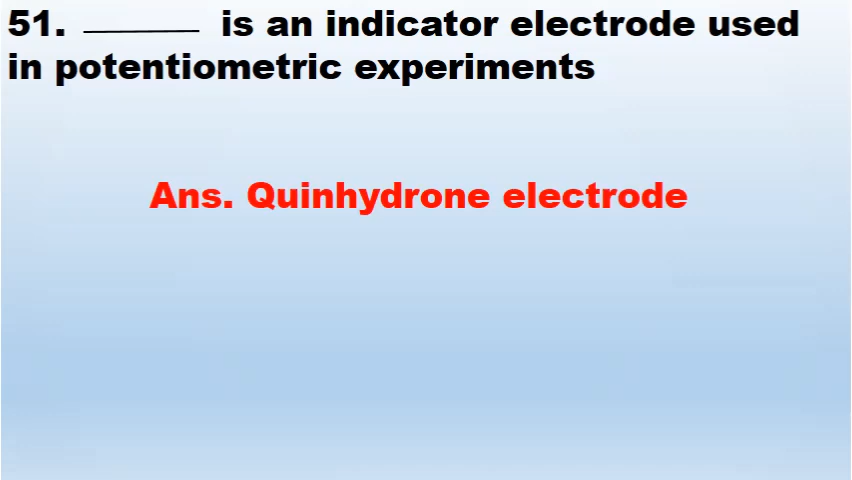 51. ______ is an indicator electrode used
in potentiometric experiments
Ans. Quinhydrone electrode